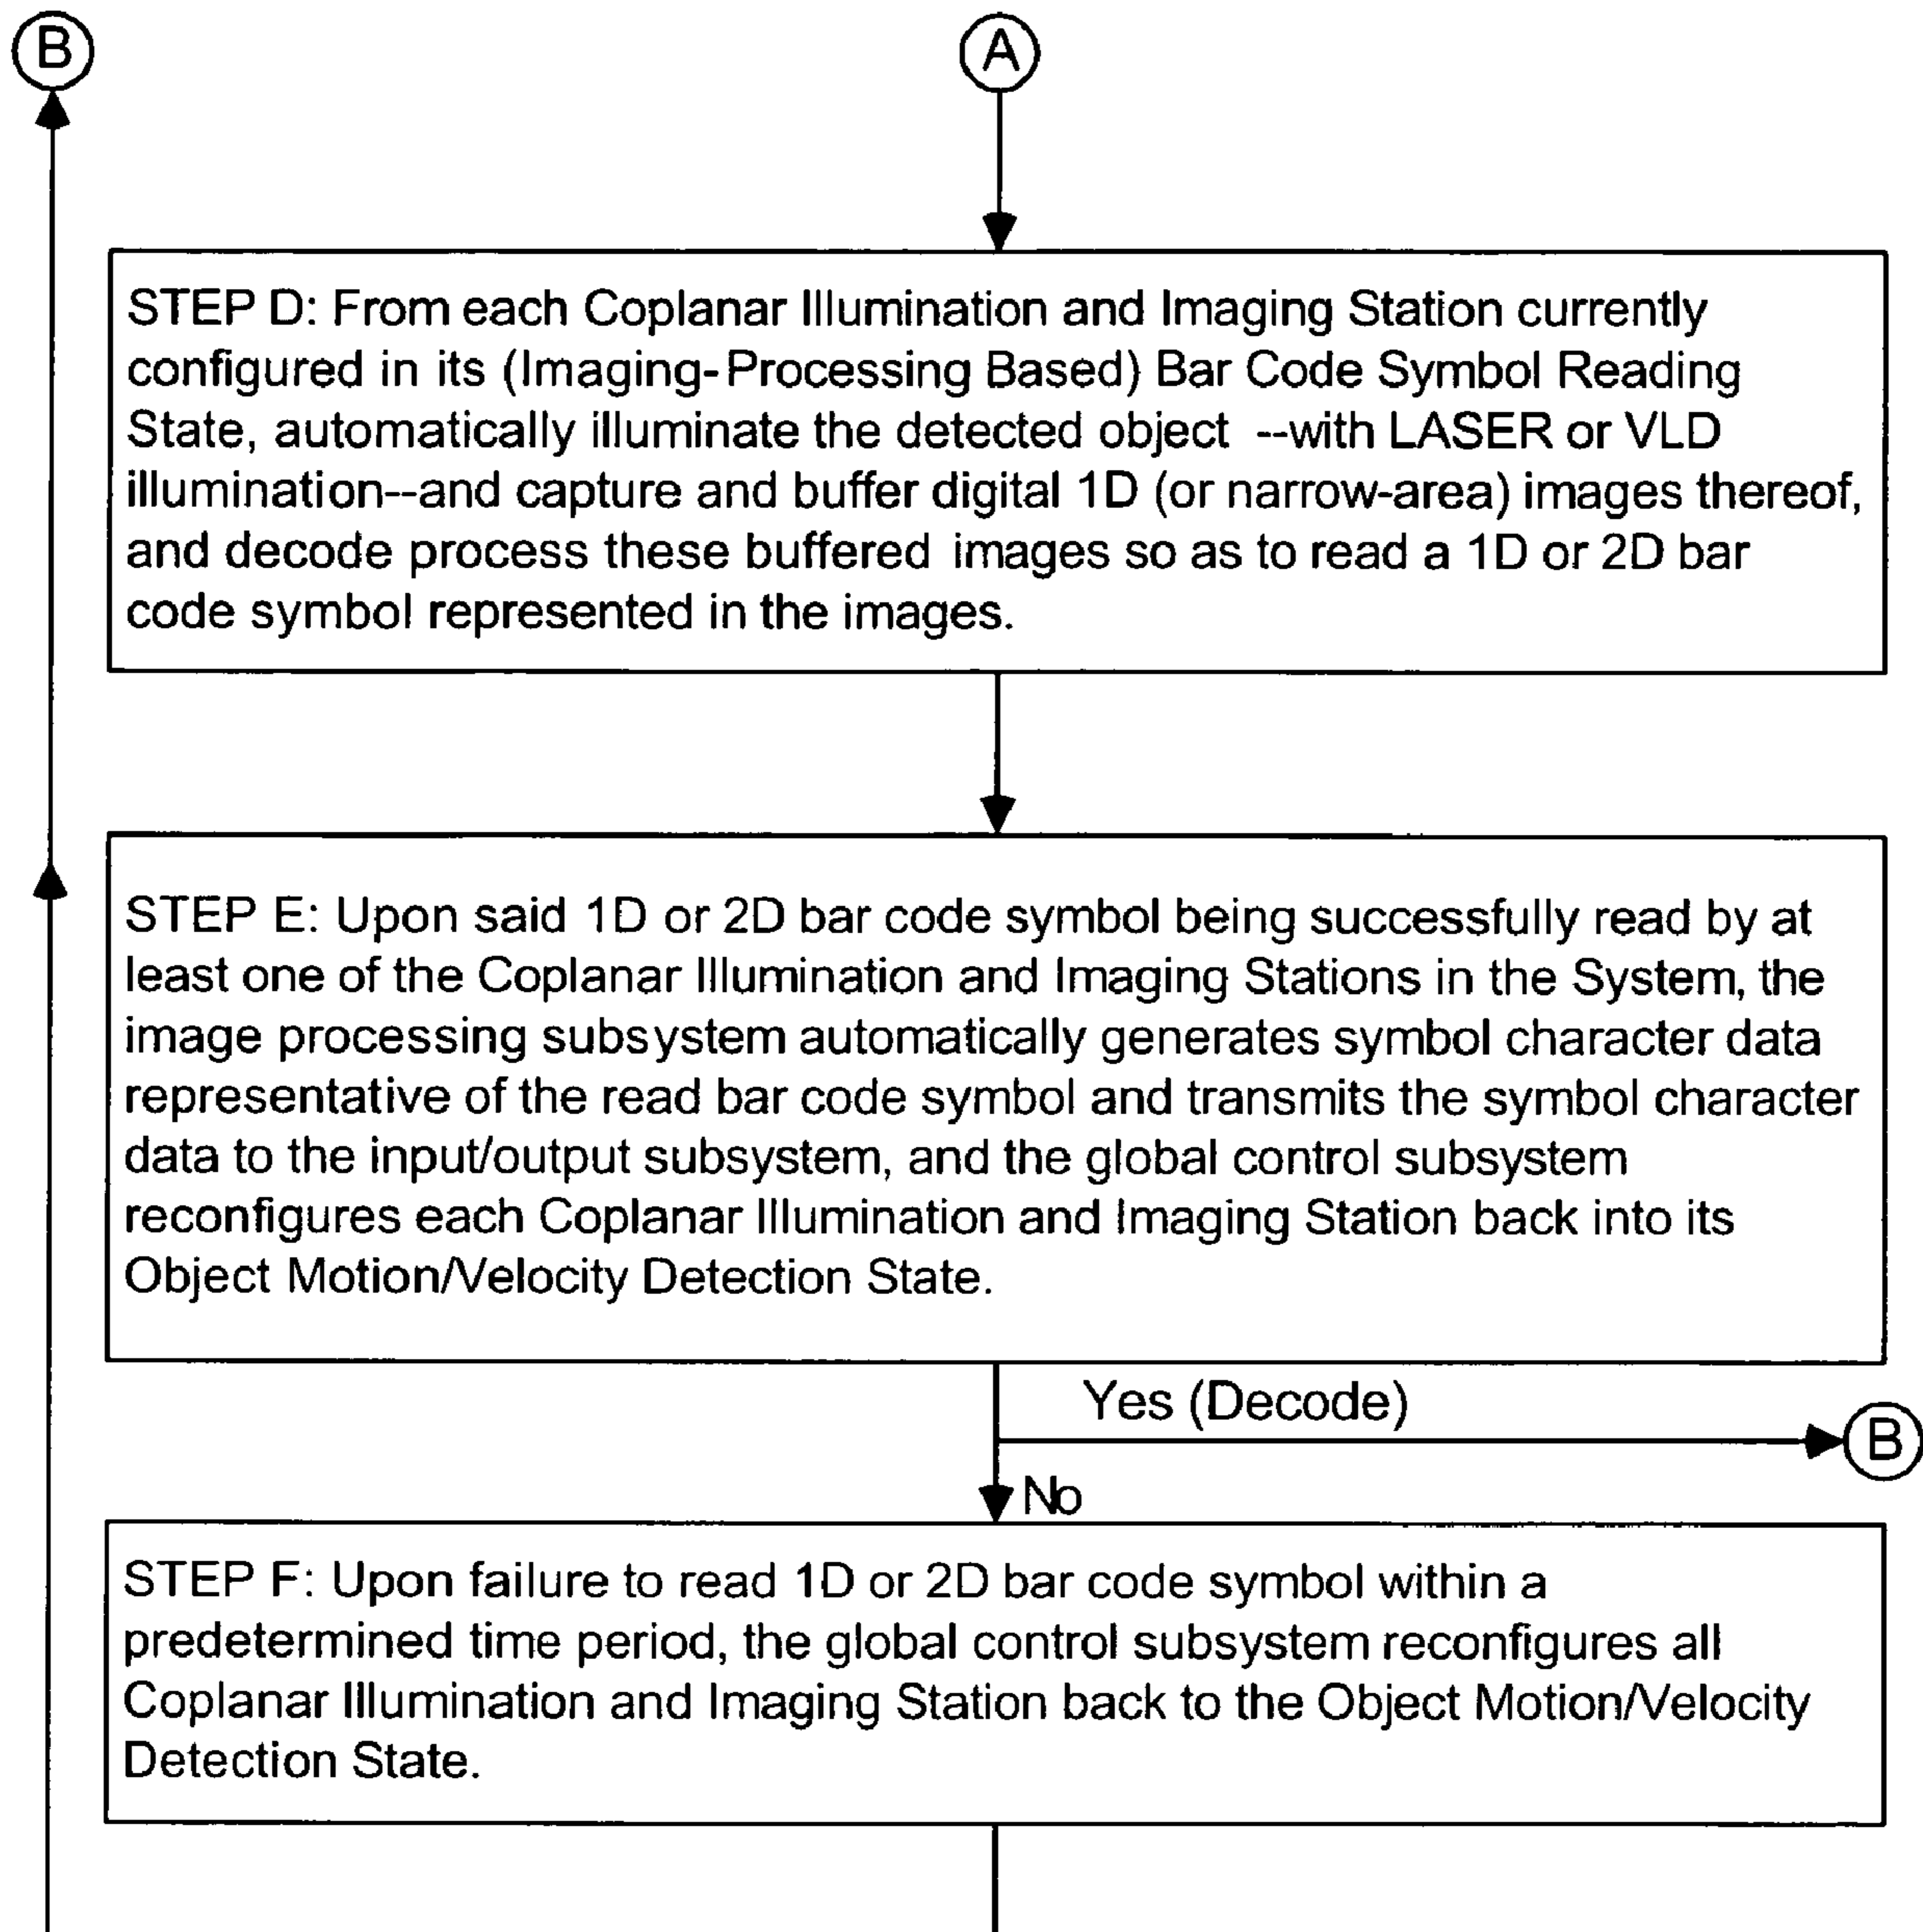 B
A
STEP D: From each Coplanar Illumination and Imaging Station currently
configured in its (Imaging-Processing Based) Bar Code Symbol Reading
State, automatically illuminate the detected object --with LASER or VLD
illumination--and capture and buffer digital 1D (or narrow-area) images thereof,
and decode process these buffered images so as to read a 1D or 2D bar
code symbol represented in the images.
STEP E: Upon said 1D or 2D bar code symbol being successfully read by at
least one of the Coplanar Illumination and Imaging Stations in the System, the
image processing subsystem automatically generates symbol character data
representative of the read bar code symbol and transmits the symbol character
data to the input/output subsystem, and the global control subsystem
reconfigures each Coplanar Illumination and Imaging Station back into its
Object Motion/Velocity Detection State.
Yes (Decode)
B
No
STEP F: Upon failure to read 1D or 2D bar code symbol within a
predetermined time period, the global control subsystem reconfigures all
Coplanar Illumination and Imaging Station back to the Object Motion/Velocity
Detection State.